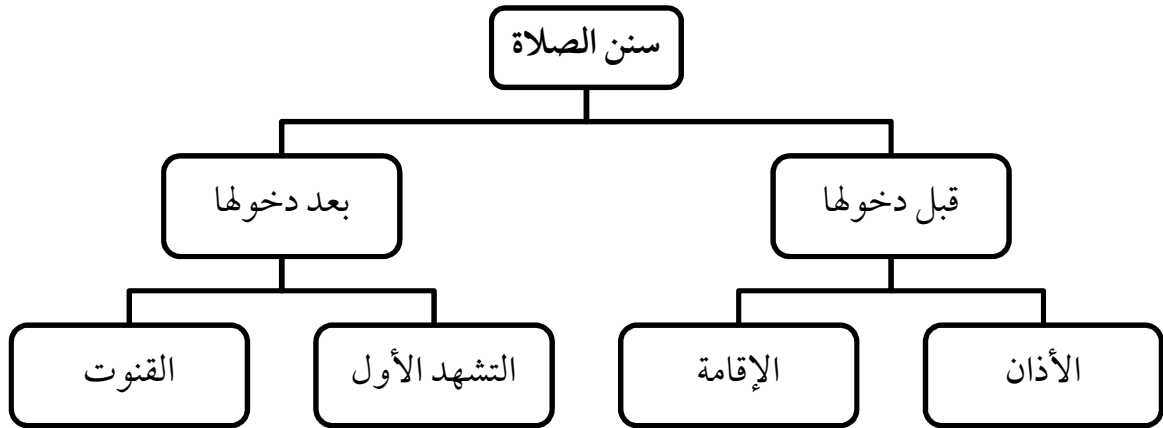 سنن الصلاة
قبل دخولها
بعد دخولها
الأذان
الإقامة
التشهد الأول
القنوت